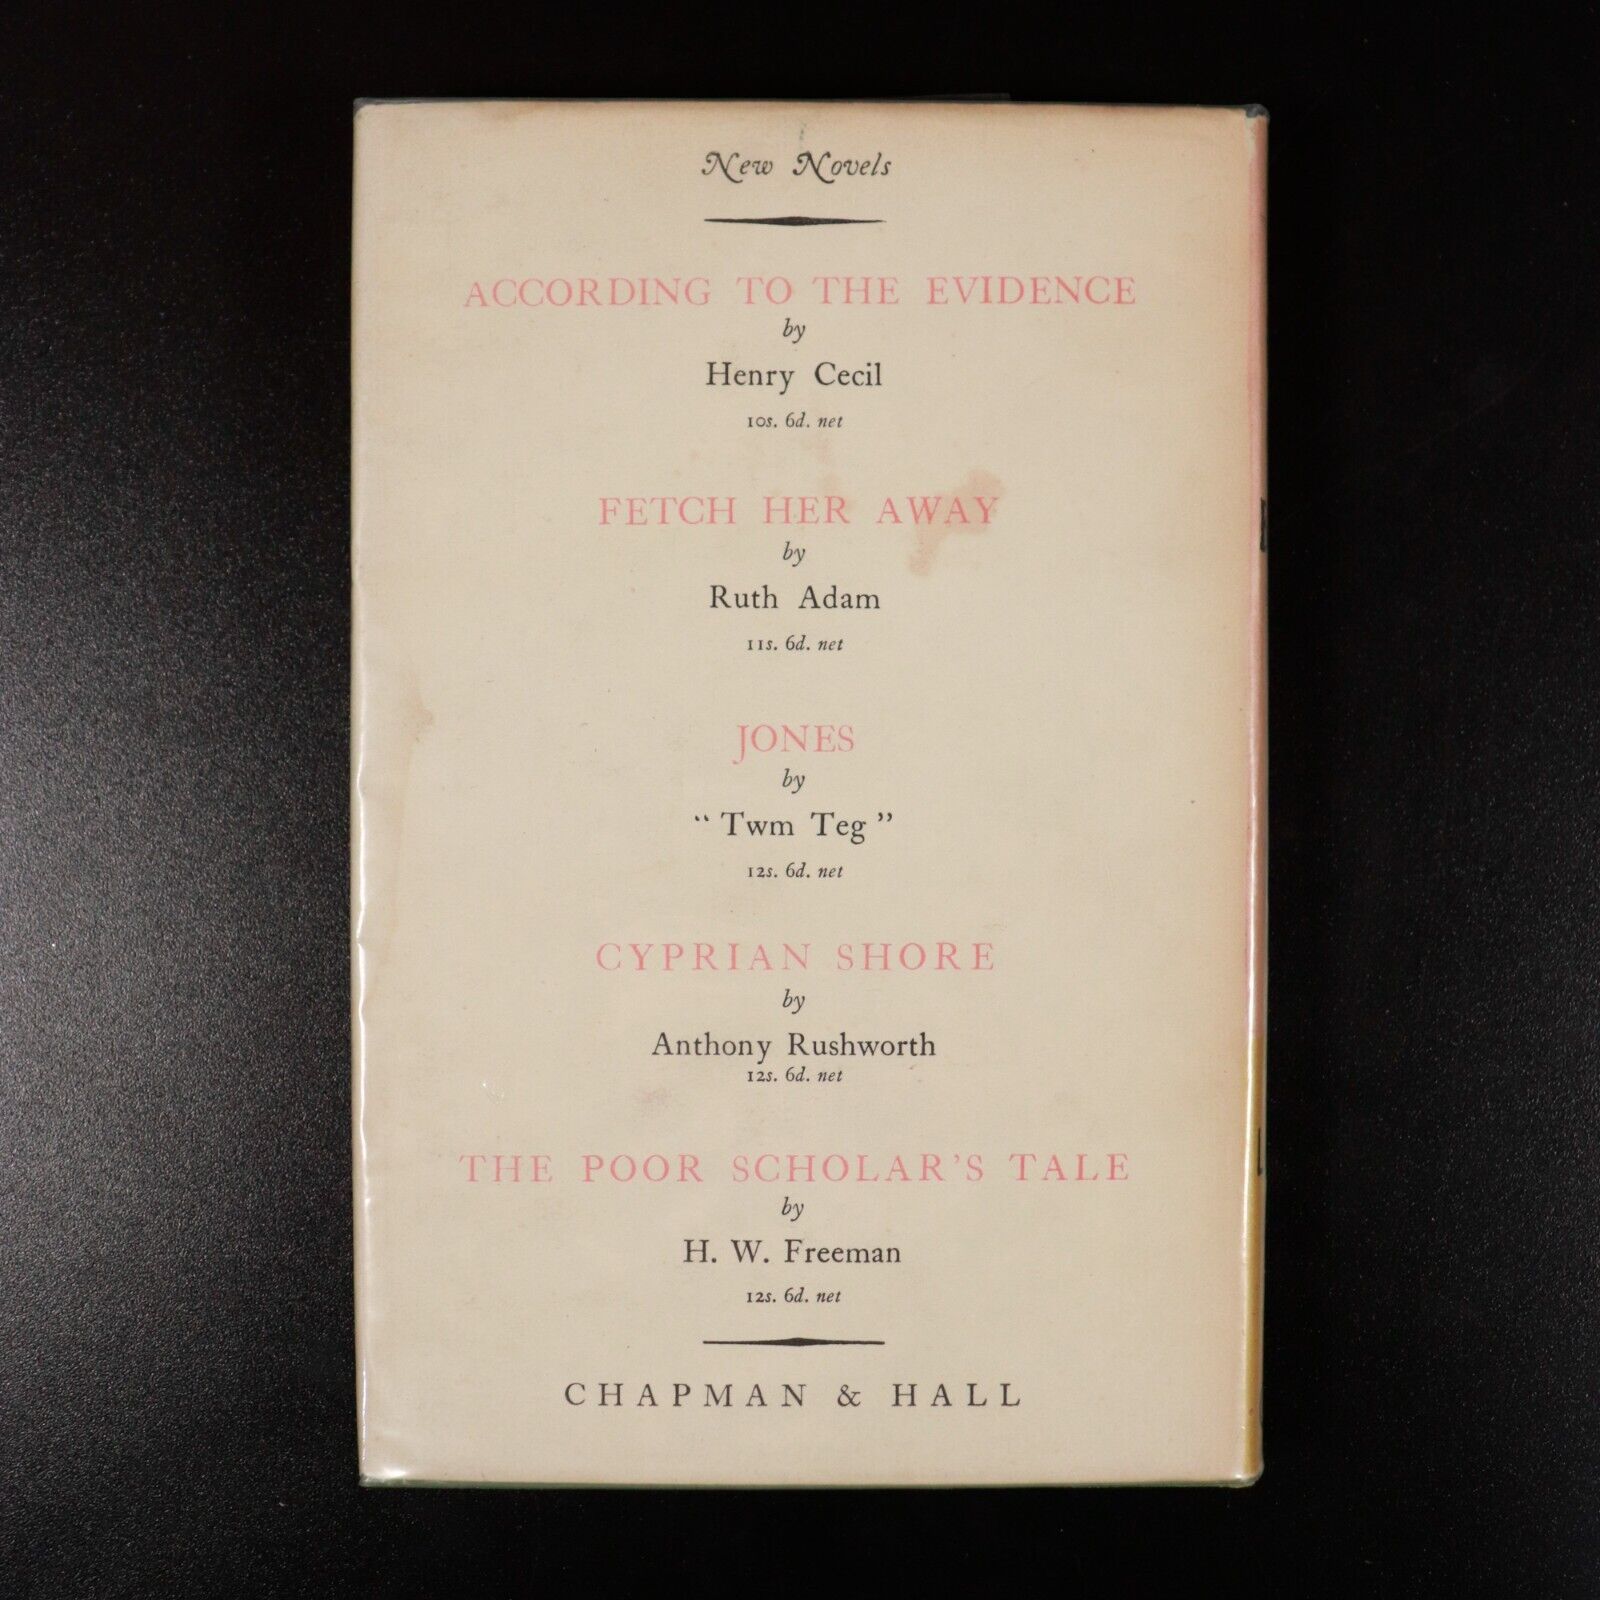 New Novels
ACCORDING TO THE EVIDENCE
by
Henry Cecil
10s. 6d. net
FETCH HER AWAY
by
Ruth Adam
11s. 6d. net
JONES
by
“Twm Teg”
12s. 6d. net
CYPRIAN SHORE
by
Anthony Rushworth
12s. 6d. net
THE POOR SCHOLAR'S TALE
by
H. W. Freeman
12s. 6d. net
CHAPMAN & HALL